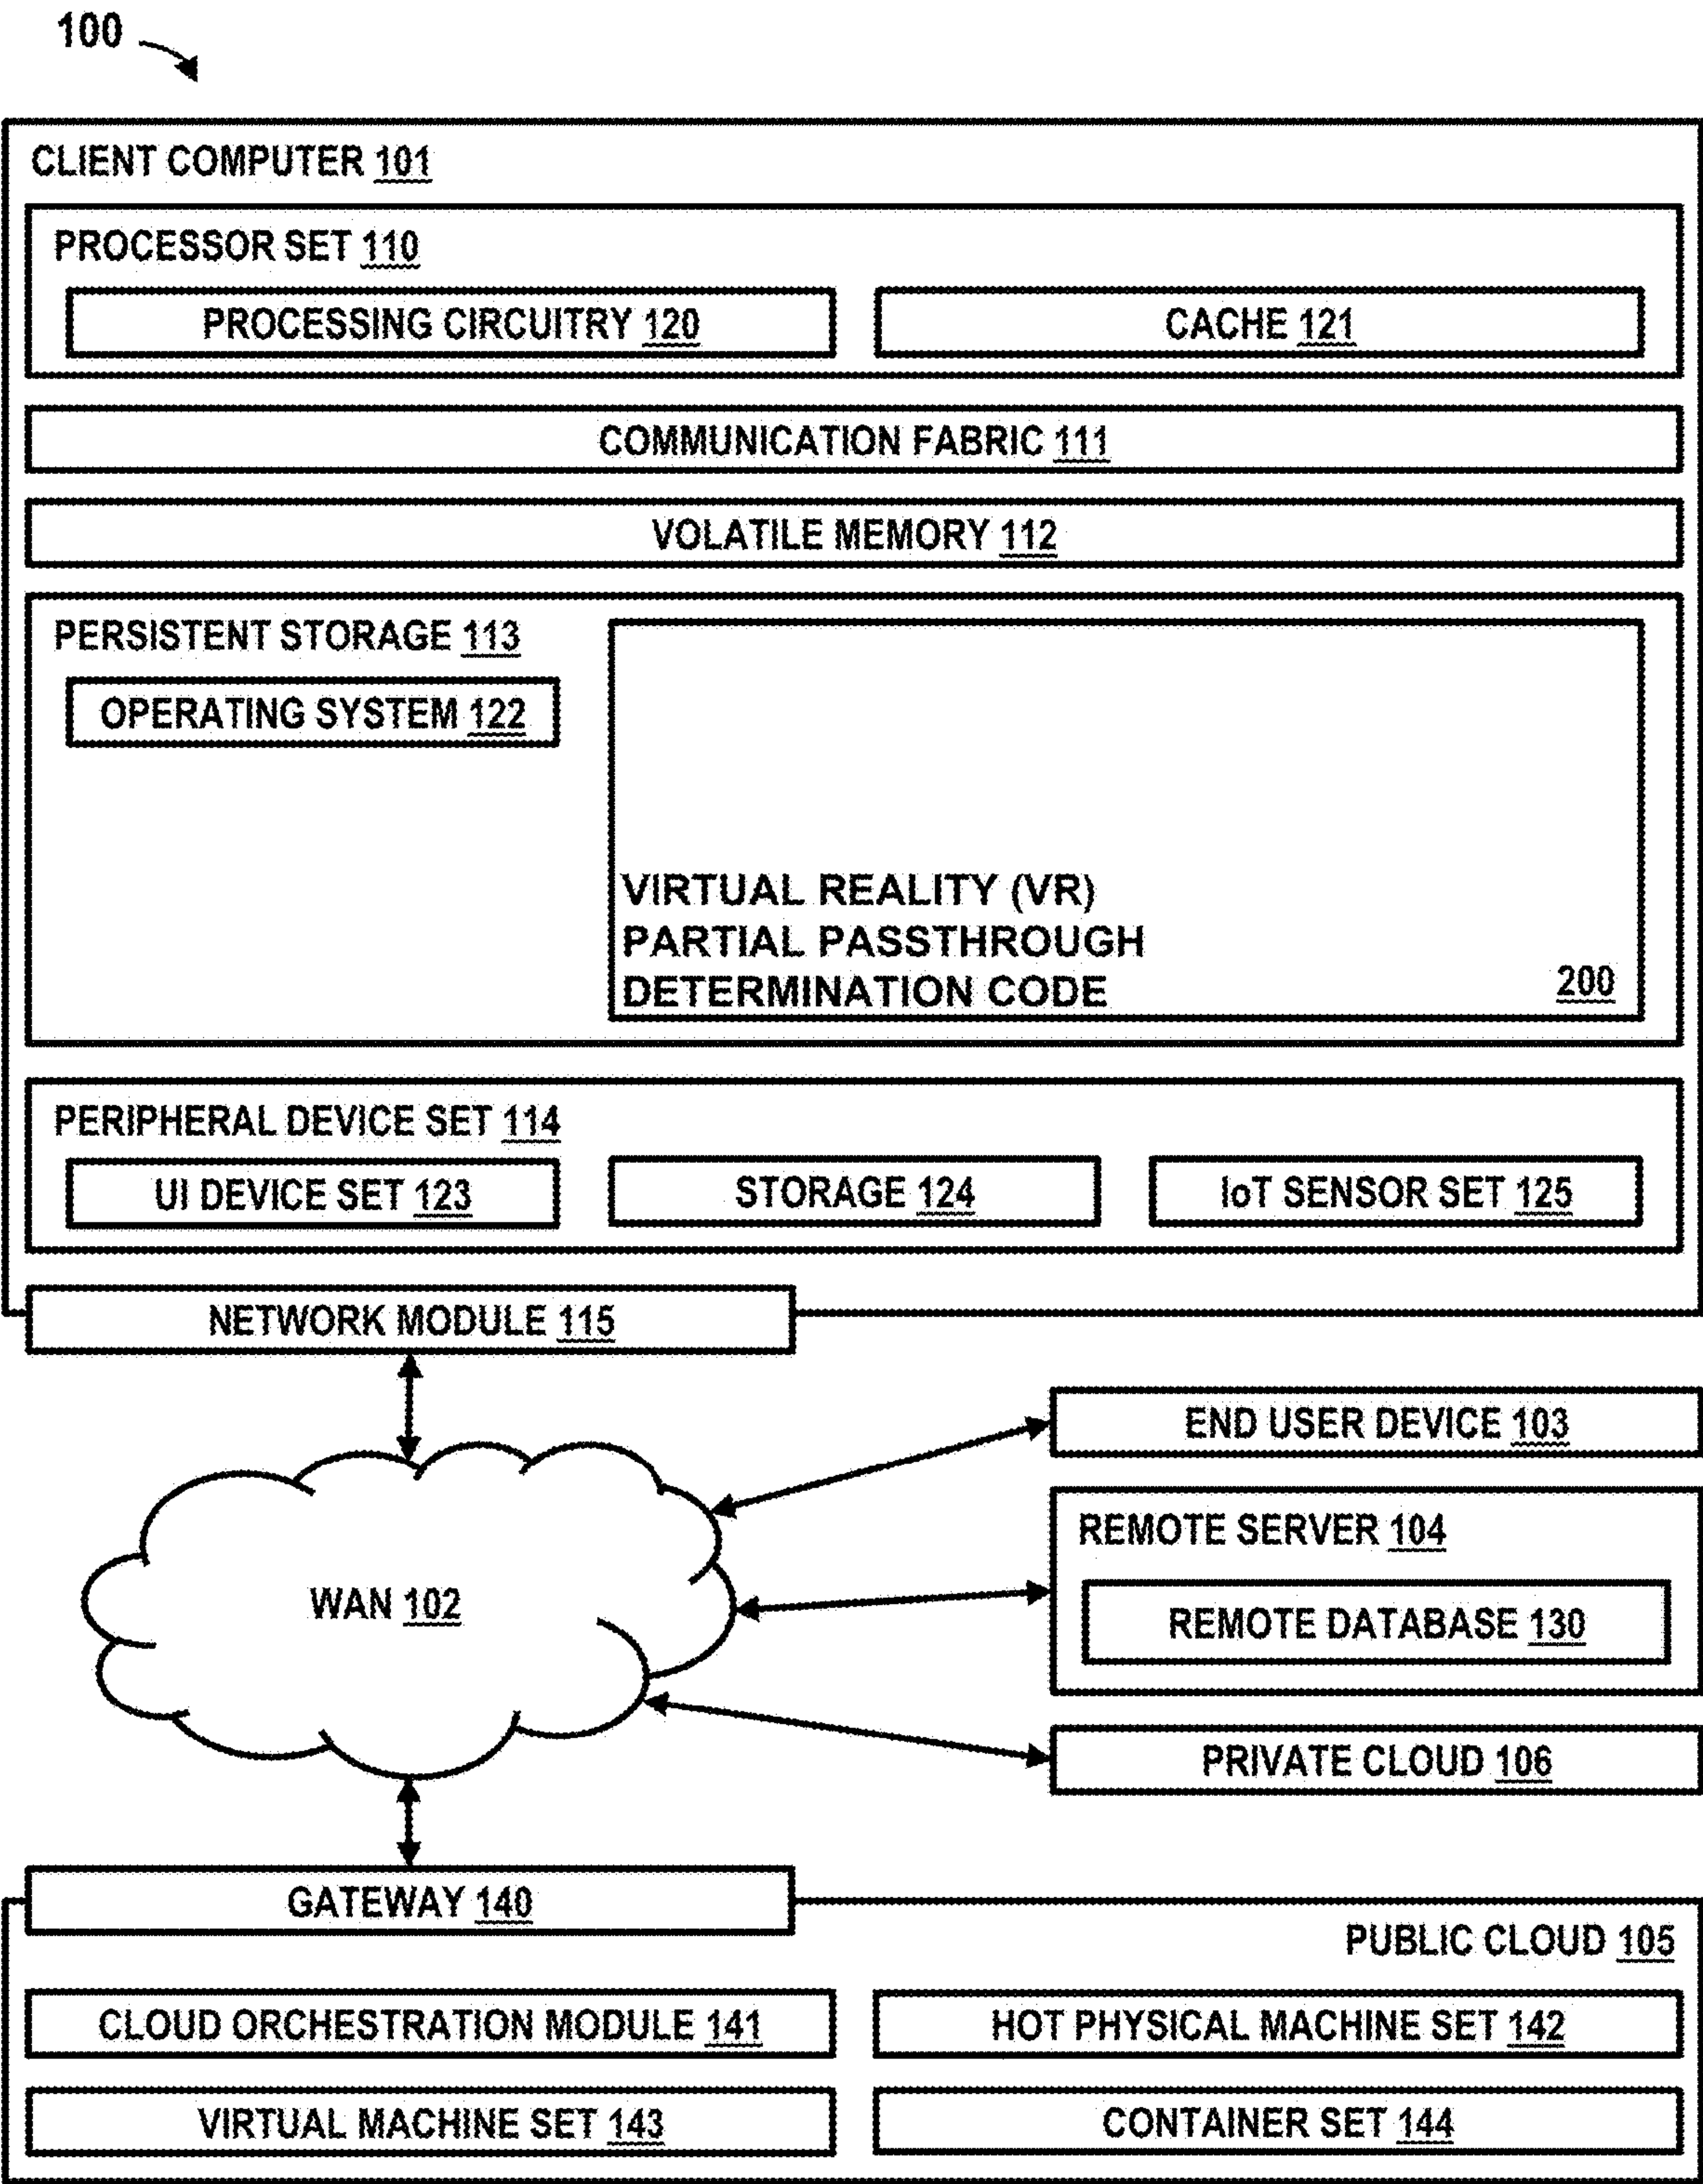 100
CLIENT COMPUTER 101
PROCESSOR SET 110
PROCESSING CIRCUITRY 120
CACHE 121
COMMUNICATION FABRIC 111
VOLATILE MEMORY 112
PERSISTENT STORAGE 113
OPERATING SYSTEM 122
VIRTUAL REALITY (VR)
PARTIAL PASSTHROUGH
DETERMINATION CODE
200
PERIPHERAL DEVICE SET 114
UI DEVICE SET 123
STORAGE 124
IoT SENSOR SET 125
NETWORK MODULE 115
END USER DEVICE 103
REMOTE SERVER 104
WAN 102
REMOTE DATABASE 130
PRIVATE CLOUD 106
GATEWAY 140
PUBLIC CLOUD 105
CLOUD ORCHESTRATION MODULE 141
HOT PHYSICAL MACHINE SET 142
VIRTUAL MACHINE SET 143
CONTAINER SET 144